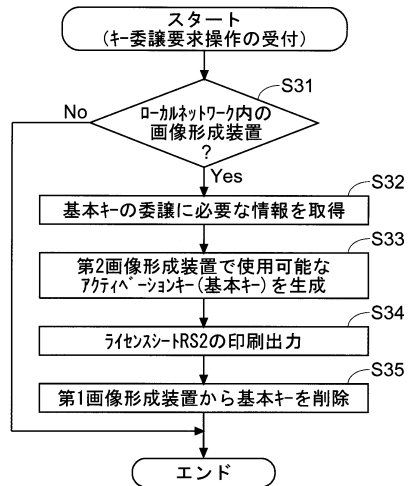 スタート
(キー委譲要求操作の受付)
S31
ローカルネットワーク内の
画像形成装置
?
No
Yes
S32
基本キーの委譲に必要な情報を取得
S33
第2画像形成装置で使用可能な
アクティベーションキー(基本キー)を生成
S34
ライセンスシートRS2の印刷出力
S35
第1画像形成装置から基本キーを削除
エンド